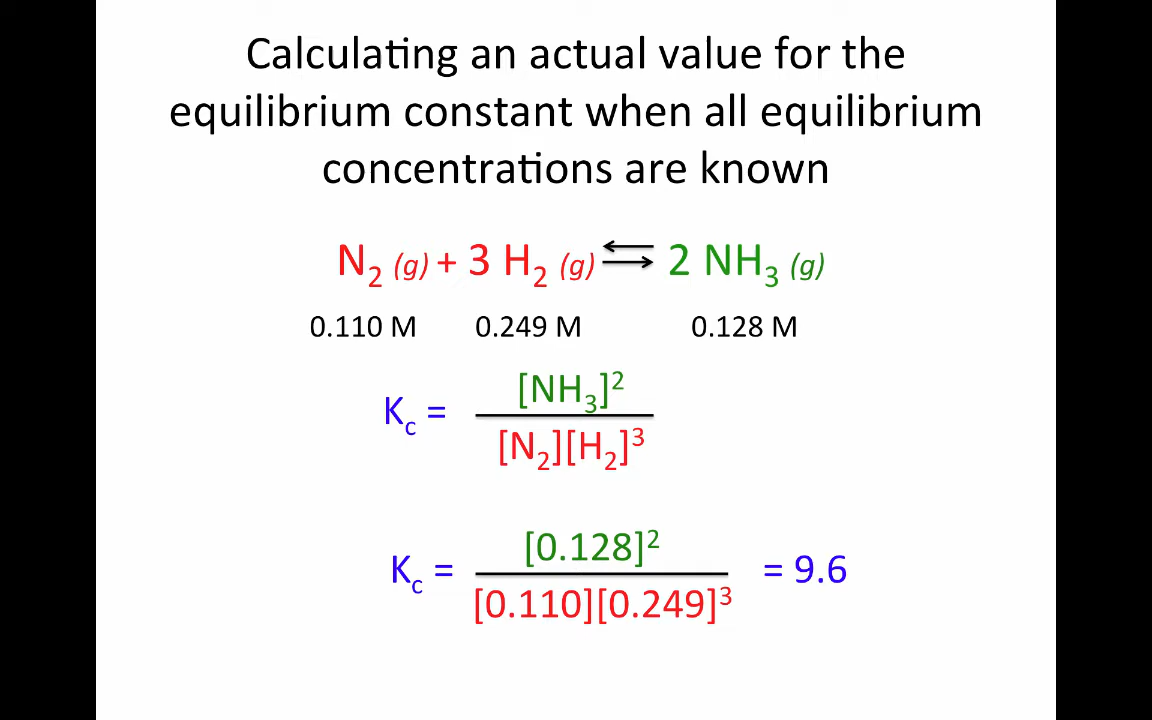 Calculating an actual value for the
equilibrium constant when all equilibrium
concentrations are known
N₂ (g) + 3 H₂ (g) ⇆ 2 NH₃ (g)
0.110 M 0.249 M 0.128 M
[NH₃]²
K꜀ =
[N₂][H₂]³
[0.128]²
K꜀ = = 9.6
[0.110][0.249]³